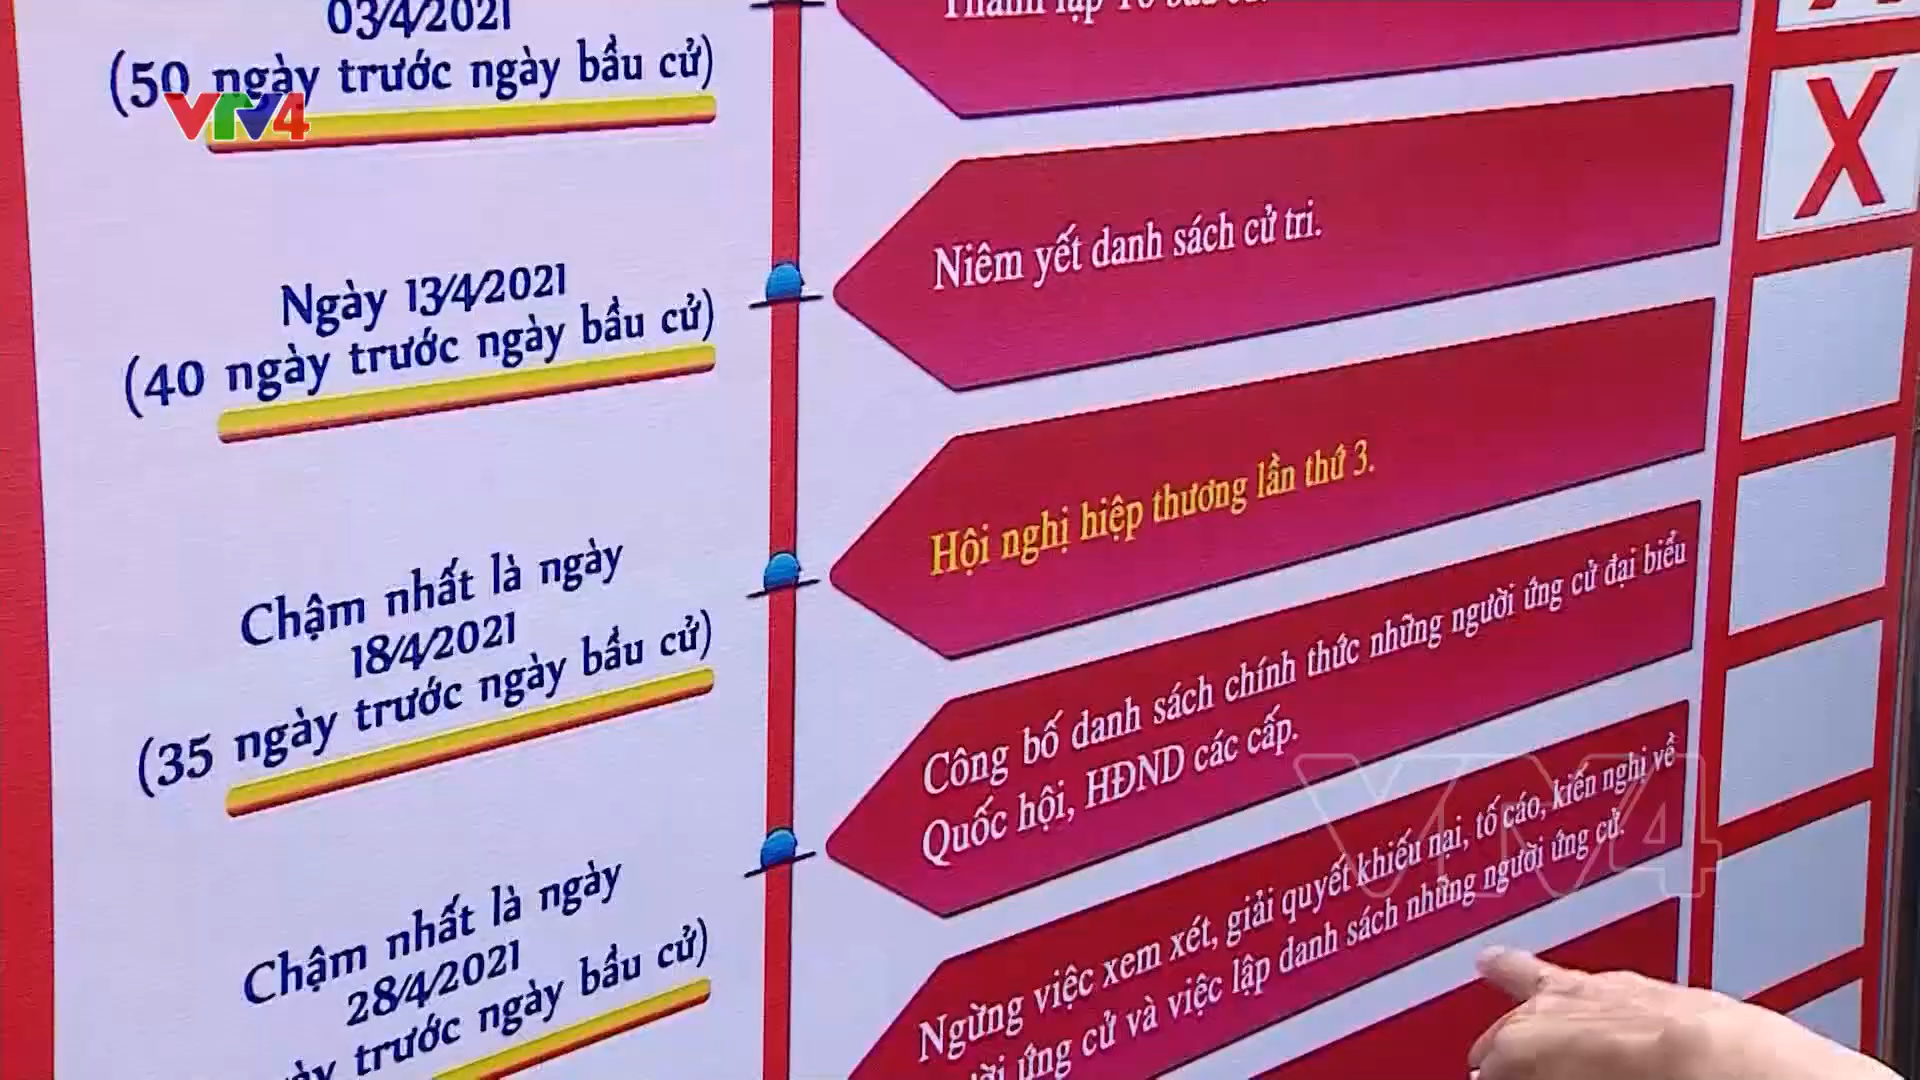 03/4/2021
(50 ngày trước ngày bầu cử)
VTV4
Thành lập Tổ bầu cử.
X
Ngày 13/4/2021
(40 ngày trước ngày bầu cử)
Niêm yết danh sách cử tri.
Chậm nhất là ngày
18/4/2021
(35 ngày trước ngày bầu cử)
Hội nghị hiệp thương lần thứ 3.
Chậm nhất là ngày
28/4/2021
trước ngày bầu cử)
Công bố danh sách chính thức những người ứng cử đại biểu
Quốc hội, HĐND các cấp.
Ngừng việc xem xét, giải quyết khiếu nại, tố cáo, kiến nghị về
ứng cử và việc lập danh sách những người ứng cử.
VTV4